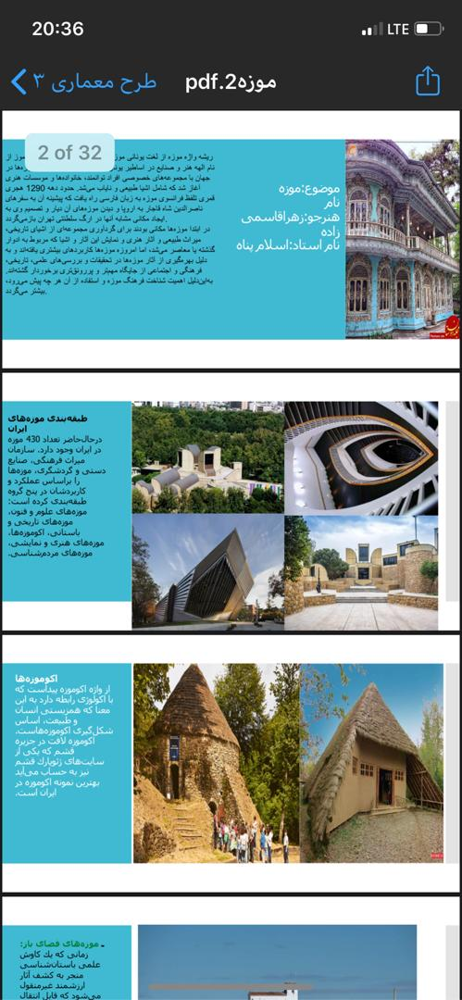 20:36
LTE
طرح معماری ۳
موزه2.pdf
2 of 32
ریشه واژه موزه از لغت یونانی موز
نام الهه هنر و صنایع در اساطیر
جهان با مجموعه‌های خصوصی افراد توانمند، خانواده‌ها و موسسات هنری
آغاز شد که شامل اشیا طبیعی و نایاب می‌شد. حدود دهه 1290 هجری
قمری تلفظ فرانسوی موزه به زبان فارسی راه یافت که پیشینه آن به سفرهای
ناصرالدین شاه قاجار به اروپا و دیدن موزه‌های آن دیار و تصمیم وی به
ایجاد مکانی مشابه آنها در ارگ سلطنتی تهران بازمی‌گردد.
در ابتدا موزه‌ها مکانی بودند برای گردآوری مجموعه‌ای از اشیای تاریخی،
میراث طبیعی و آثار هنری و نمایش این آثار و اشیا که مربوط به ادوار
گذشته یا معاصر می‌شد، اما امروزه موزه‌ها کاربردهای بیشتری یافته‌اند و به
دلیل بهره‌گیری از آثار موزه‌ها در تحقیقات و بررسی‌های علمی، تاریخی،
فرهنگی و اجتماعی از جایگاه مهم‌تر و پررونق‌تری برخوردار گشته‌اند.
به‌این‌دلیل اهمیت شناخت فرهنگ موزه و استفاده از آن هر چه پیش می‌رود،
بیشتر می‌گردد.
موضوع:موزه
نام
هنرجو:زهراقاسمی
زاده
نام استاد:اسلام پناه
طبقه‌بندی موزه‌های
ایران
درحال‌حاضر تعداد 430 موزه
در ایران وجود دارد. سازمان
میراث فرهنگی، صنایع
دستی و گردشگری، موزه‌ها
را براساس عملکرد و
کاربردشان در پنج گروه
طبقه‌بندی کرده است:
موزه‌های علوم و فنون،
موزه‌های تاریخی و
باستانی، اکوموزه‌ها،
موزه‌های هنری و نمایشی،
موزه‌های مردم‌شناسی.
اکوموزه‌ها
از واژه اکوموزه پیداست که
با اکولوژی رابطه دارد به این
معنا که همزیستی انسان
و طبیعت، اساس
شکل‌گیری اکوموزه‌هاست.
اکوموزه لافت در جزیره
قشم که یکی از
سایت‌های ژئوپارک قشم
نیز به حساب می‌آید
بهترین نمونه اکوموزه در
ایران است.
ـ موزه‌های فضای باز:
زمانی که یك کاوش
علمی باستان‌شناسی
منجر به کشف آثار
ارزشمند غیرمنقول
می‌شود که قابل انتقال